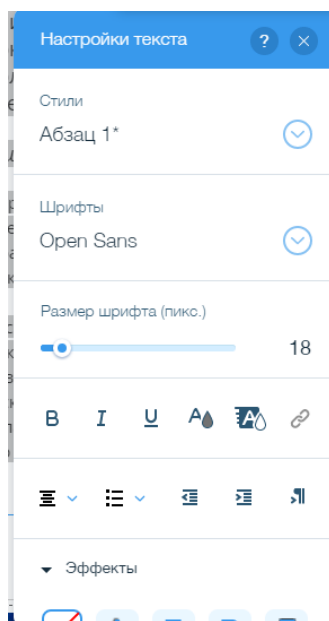 Настройки текста ?
Стили
Абзац 1*
Шрифты
Open Sans
Размер шрифта (пикс.)
18
B I U A A
Эффекты